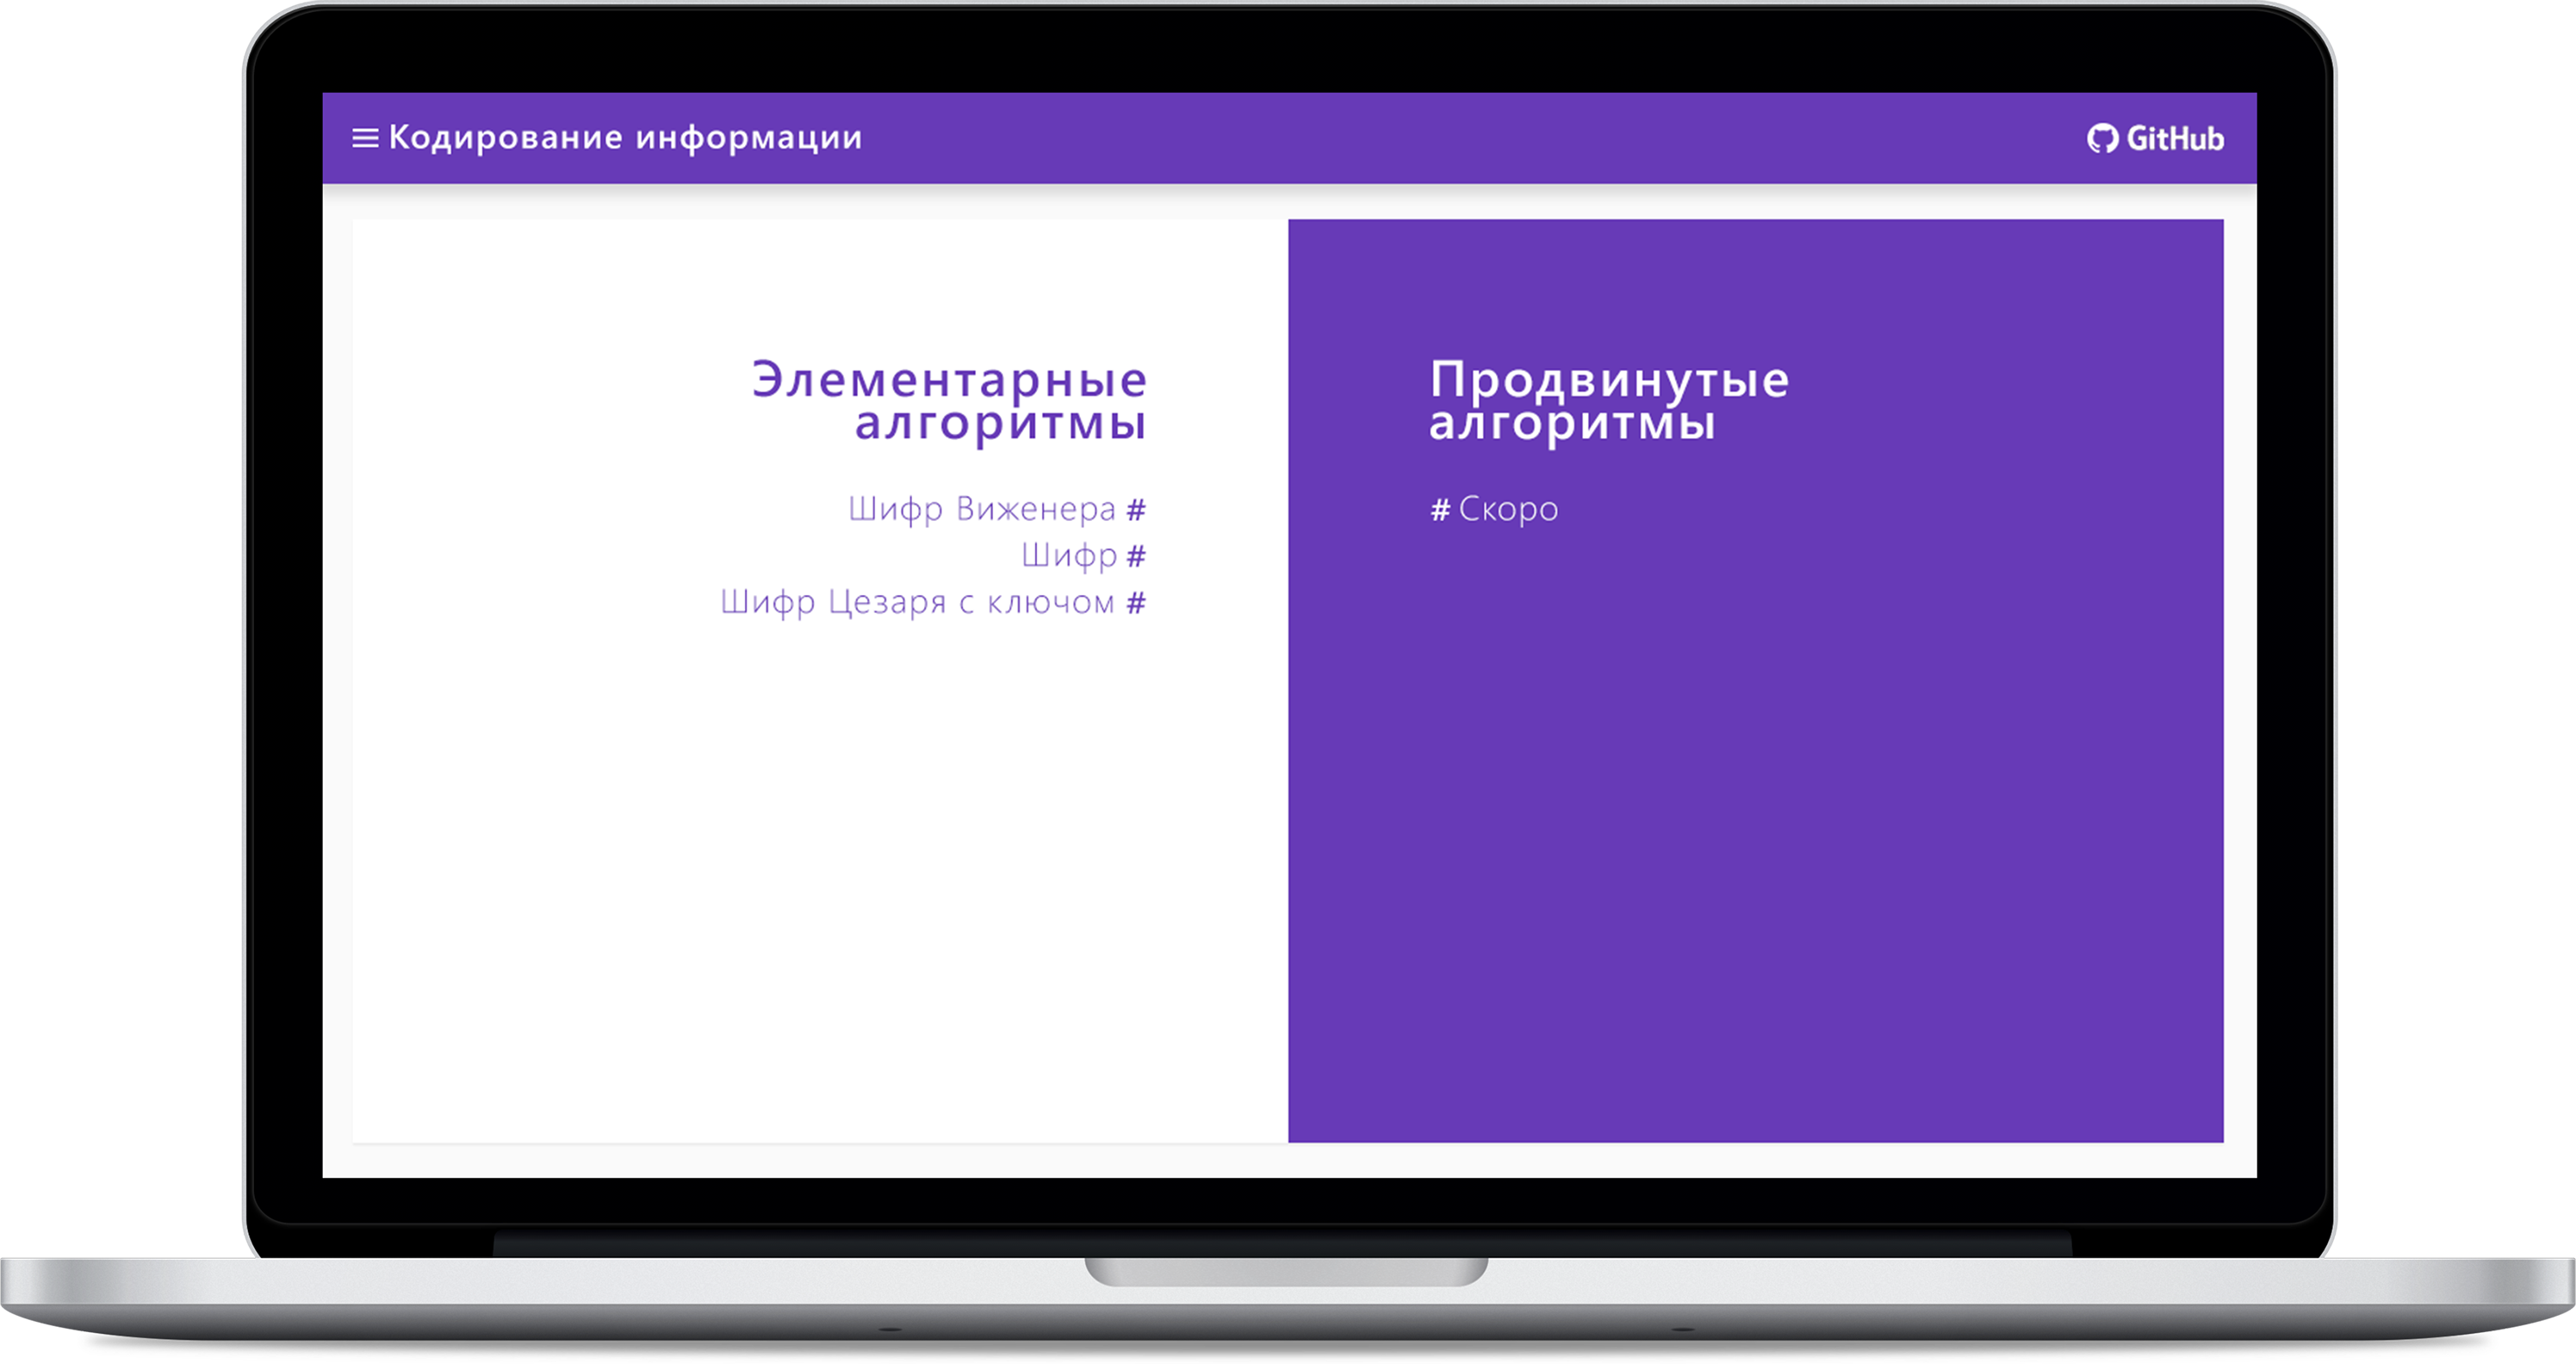 Кодирование информации
GitHub
Элементарные
алгоритмы
Шифр Виженера #
Шифр #
Шифр Цезаря с ключом #
Продвинутые
алгоритмы
# Скоро